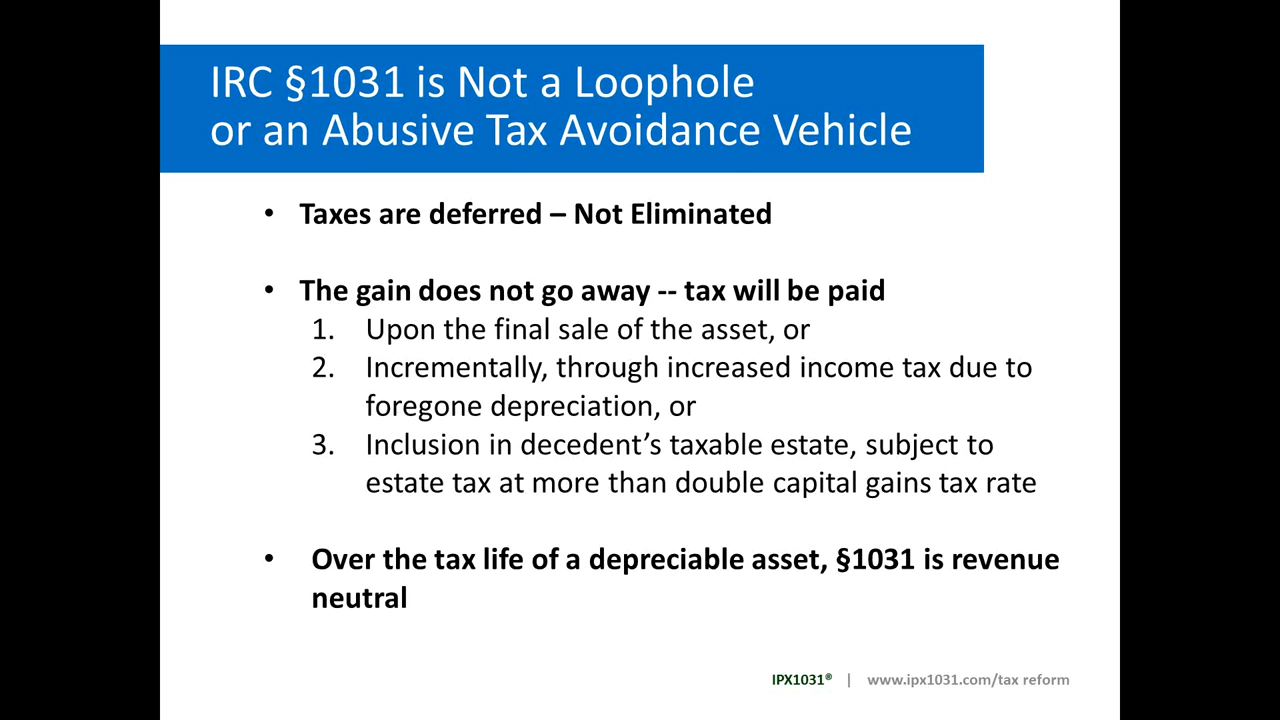 IRC §1031 is Not a Loophole
or an Abusive Tax Avoidance Vehicle
• Taxes are deferred – Not Eliminated
• The gain does not go away -- tax will be paid
1. Upon the final sale of the asset, or
2. Incrementally, through increased income tax due to
foregone depreciation, or
3. Inclusion in decedent’s taxable estate, subject to
estate tax at more than double capital gains tax rate
• Over the tax life of a depreciable asset, §1031 is revenue
neutral
IPX1031® | www.ipx1031.com/tax reform